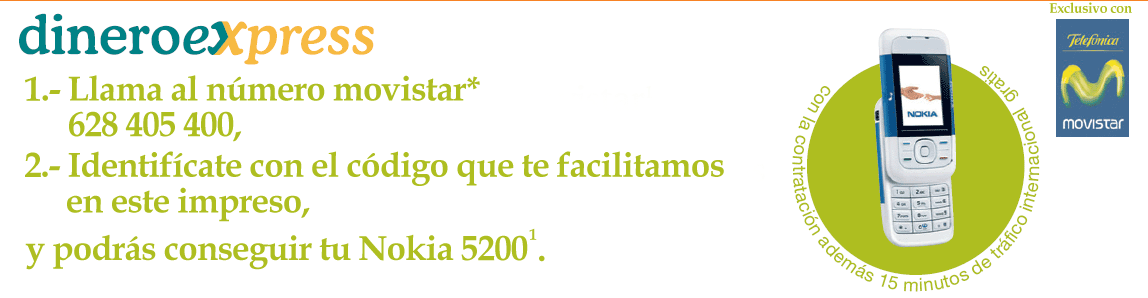 Exclusivo con
dineroexpress
Telefónica
movistar
1.- Llama al número movistar*
628 405 400,
2.- Identifícate con el código que te facilitamos
en este impreso,
y podrás conseguir tu Nokia 5200¹.
NOKIA
con la contratación además 15 minutos de tráfico internacional gratis